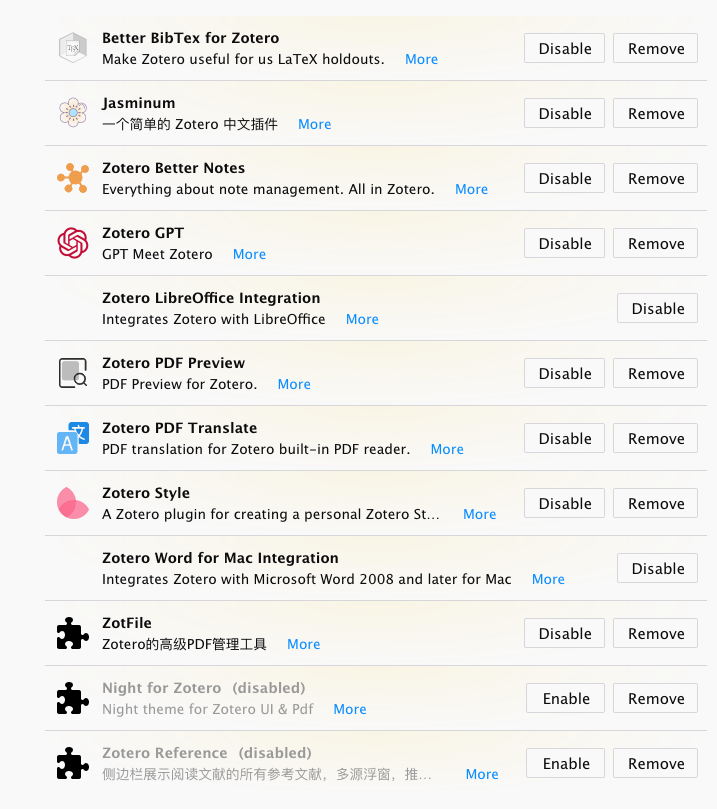 Better BibTex for Zotero
Make Zotero useful for us LaTeX holdouts. More
Disable Remove
Jasminum
一个简单的 Zotero 中文插件 More
Disable Remove
Zotero Better Notes
Everything about note management. All in Zotero. More
Disable Remove
Zotero GPT
GPT Meet Zotero More
Disable Remove
Zotero LibreOffice Integration
Integrates Zotero with LibreOffice More
Disable
Zotero PDF Preview
PDF Preview for Zotero. More
Disable Remove
A 文
Zotero PDF Translate
PDF translation for Zotero built-in PDF reader. More
Disable Remove
Zotero Style
A Zotero plugin for creating a personal Zotero St... More
Disable Remove
Zotero Word for Mac Integration
Integrates Zotero with Microsoft Word 2008 and later for Mac More
Disable
ZotFile
Zotero的高级PDF管理工具 More
Disable Remove
Night for Zotero (disabled)
Night theme for Zotero UI & Pdf More
Enable Remove
Zotero Reference (disabled)
侧边栏展示阅读文献的所有参考文献，多源浮窗，推... More
Enable Remove